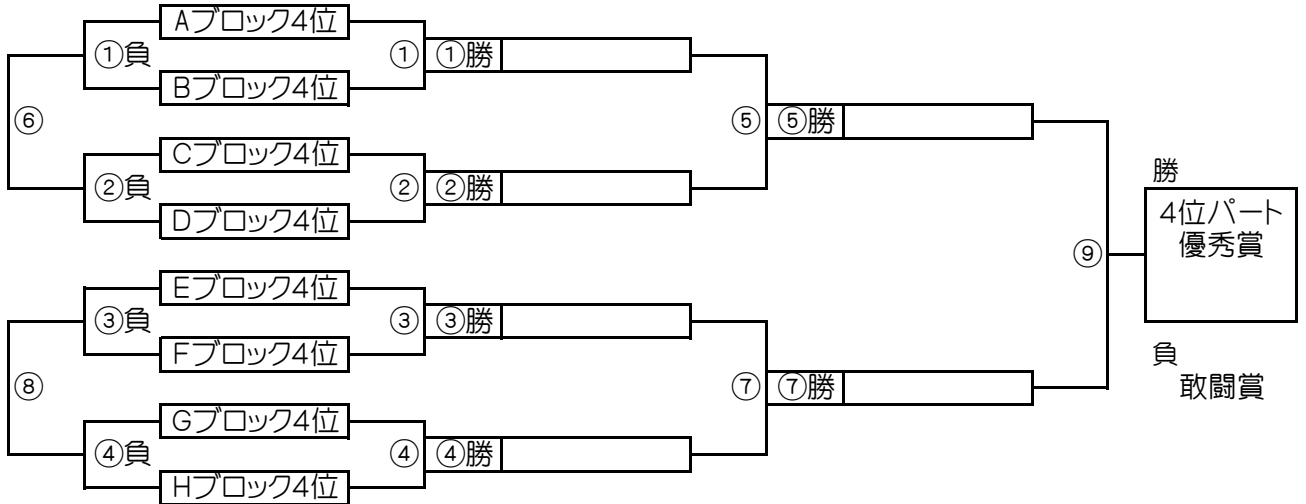 Aブロック4位
①負
①
①勝
Bブロック4位
⑥
⑤
⑤勝
Cブロック4位
②負
②
②勝
Dブロック4位
勝
4位パート
優秀賞
⑨
Eブロック4位
③負
③
③勝
Fブロック4位
負
敢闘賞
⑧
⑦
⑦勝
Gブロック4位
④負
④
④勝
Hブロック4位